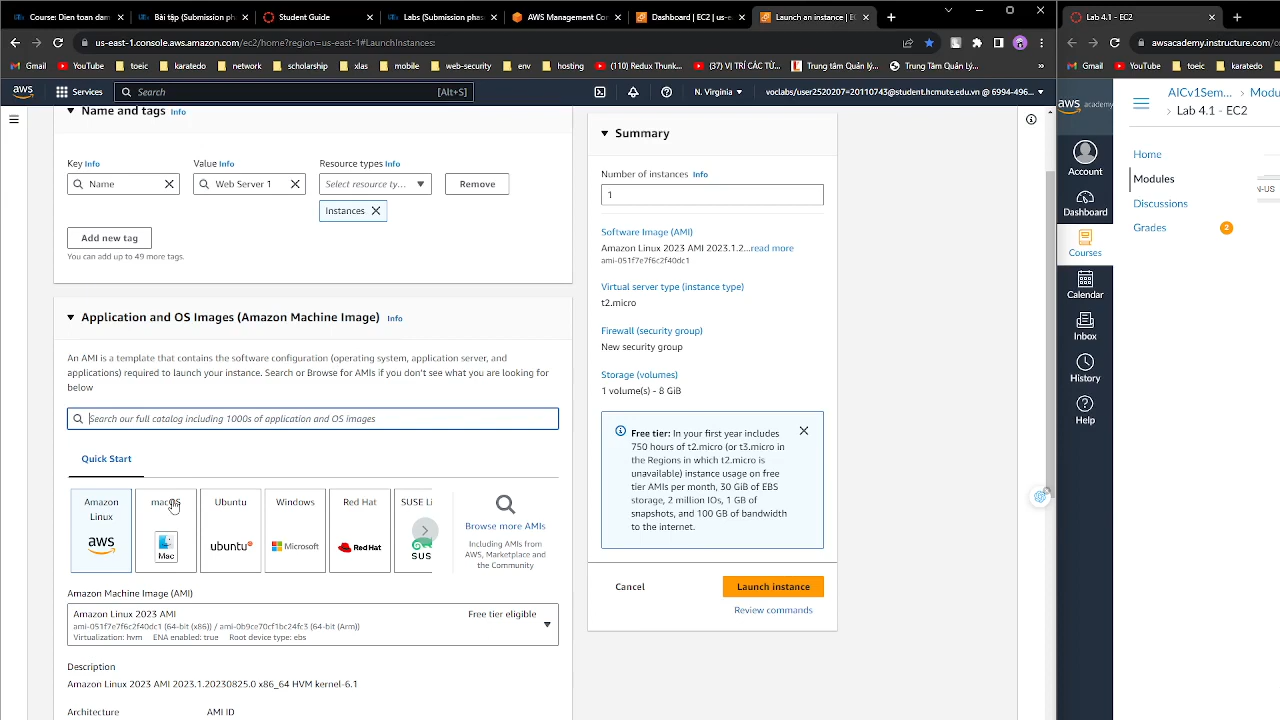 Course: Dien toan dam
Bài tập (Submission ph
Student Guide
Labs (Submission phas
AWS Management Con
Dashboard | EC2 | us-e
Launch an instance | EC
Lab 4.1 - EC2
us-east-1.console.aws.amazon.com/ec2/home?region=us-east-1#LaunchInstances:
awsacademy.instructure.com/co
Gmail
YouTube
toeic
karatedo
network
scholarship
xlas
mobile
web-security
env
hosting
(110) Redux Thunk...
(37) VỊ TRÍ CÁC TỪ...
Trung tâm Quản lý...
Trung Tâm Quản lý...
»
Gmail
YouTube
toeic
karatedo
aws
Services
Search
[Alt+S]
N. Virginia
voclabs/user2520207=20110743@student.hcmute.edu.vn @ 6994-496...
Name and tags Info
Key Info
Value Info
Resource types Info
Name
Web Server 1
Select resource ty...
Remove
Instances
Add new tag
You can add up to 49 more tags.
Application and OS Images (Amazon Machine Image) Info
An AMI is a template that contains the software configuration (operating system, application server, and
applications) required to launch your instance. Search or Browse for AMIs if you don't see what you are looking for
below
Search our full catalog including 1000s of application and OS images
Quick Start
Amazon
Linux
aws
macOS
Mac
Ubuntu
ubuntu
Windows
Microsoft
Red Hat
Red Hat
SUSE Li
SUS
Browse more AMIs
Including AMIs from
AWS, Marketplace and
the Community
Amazon Machine Image (AMI)
Amazon Linux 2023 AMI
Free tier eligible
ami-051f7e7f6c2f40dc1 (64-bit (x86)) / ami-0b9ce70cf1bc24fc3 (64-bit (Arm))
Virtualization: hvm ENA enabled: true Root device type: ebs
Description
Amazon Linux 2023 AMI 2023.1.20230825.0 x86_64 HVM kernel-6.1
Architecture
AMI ID
Summary
Number of instances Info
1
Software Image (AMI)
Amazon Linux 2023 AMI 2023.1.2...read more
ami-051f7e7f6c2f40dc1
Virtual server type (instance type)
t2.micro
Firewall (security group)
New security group
Storage (volumes)
1 volume(s) - 8 GiB
Free tier: In your first year includes
750 hours of t2.micro (or t3.micro in
the Regions in which t2.micro is
unavailable) instance usage on free
tier AMIs per month, 30 GiB of EBS
storage, 2 million IOs, 1 GB of
snapshots, and 100 GB of bandwidth
to the internet.
Cancel
Launch instance
Review commands
aws academy
AICv1Sem...
Modu
Lab 4.1 - EC2
Account
Dashboard
Courses
Calendar
Inbox
History
Help
Home
Modules
Discussions
Grades
2
N-US